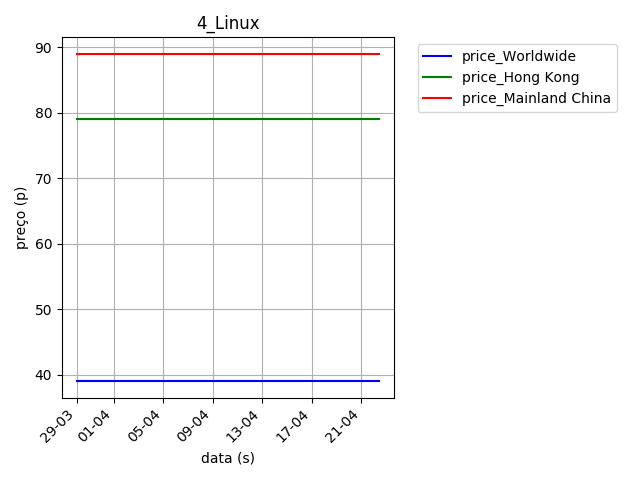 4_Linux
price_Worldwide
price_Hong Kong
price_Mainland China
90
80
70
60
50
40
preço (p)
29-03
01-04
05-04
09-04
13-04
17-04
21-04
data (s)